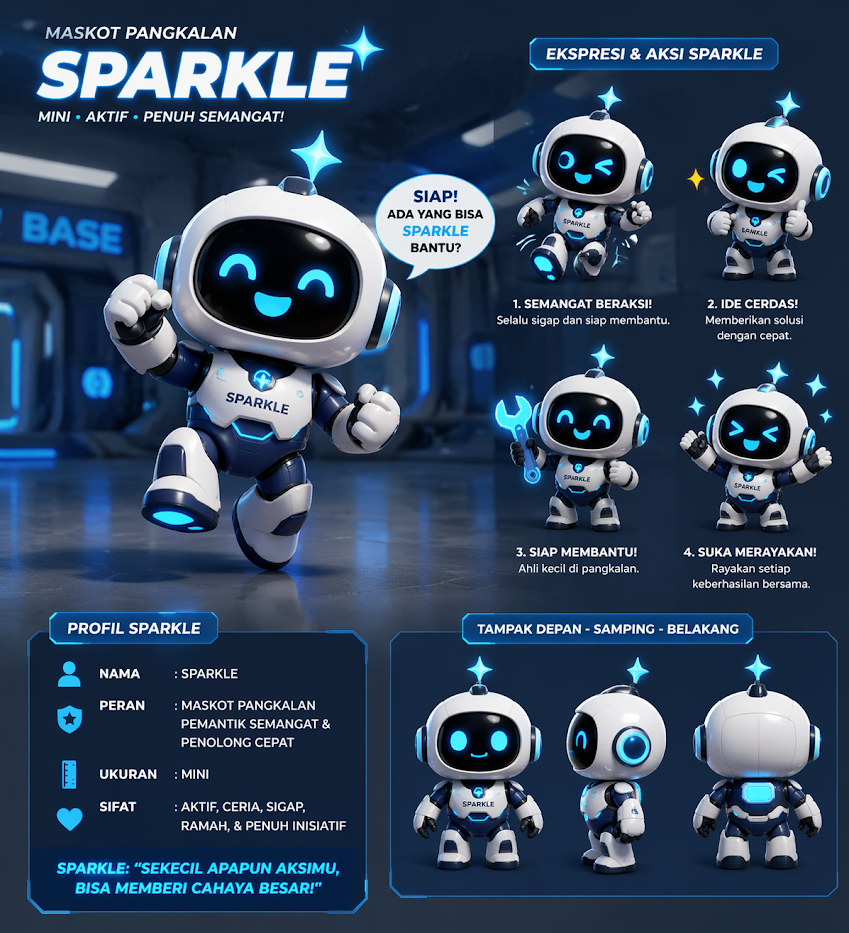 MASKOT PANGKALAN
SPARKLE
MINI • AKTIF • PENUH SEMANGAT!
BASE
SIAP!
ADA YANG BISA
SPARKLE
BANTU?
SPARKLE
EKSPRESI & AKSI SPARKLE
SPARKLE
1. SEMANGAT BERAKSI!
Selalu sigap dan siap membantu.
2. IDE CERDAS!
Memberikan solusi
dengan cepat.
SPARKLE
3. SIAP MEMBANTU!
Ahli kecil di pangkalan.
SPARKLE
4. SUKA MERAYAKAN!
Rayakan setiap
keberhasilan bersama.
PROFIL SPARKLE
NAMA : SPARKLE
PERAN : MASKOT PANGKALAN
PEMANTIK SEMANGAT &
PENOLONG CEPAT
UKURAN : MINI
SIFAT : AKTIF, CERIA, SIGAP,
RAMAH, & PENUH INISIATIF
SPARKLE: “SEKECIL APAPUN AKSIMU,
BISA MEMBERI CAHAYA BESAR!”
TAMPAK DEPAN - SAMPING - BELAKANG
SPARKLE